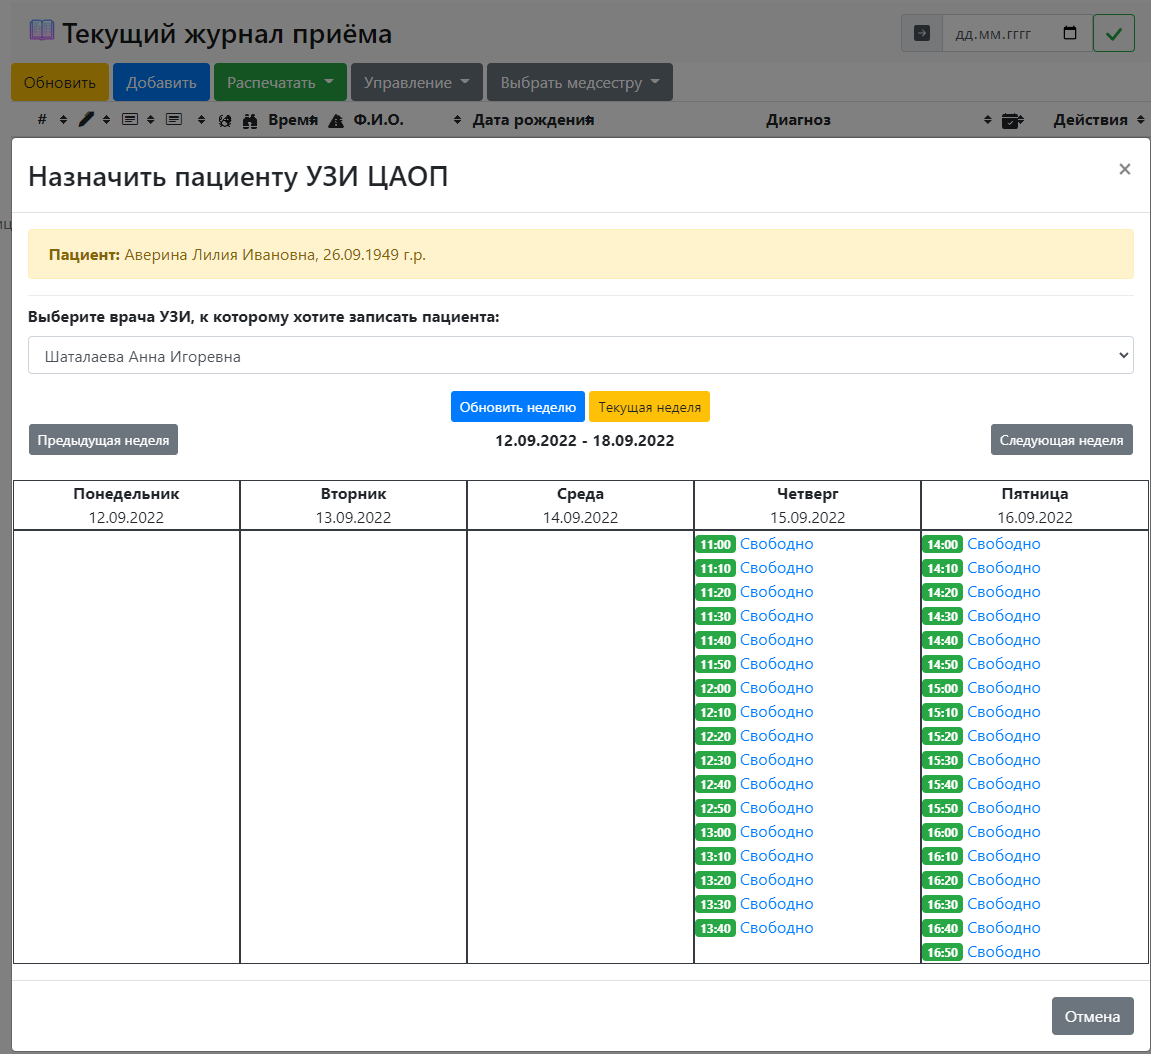 Текущий журнал приёма
дд.мм.гггг
Обновить Добавить Распечатать Управление Выбрать медсестру
# Время Ф.И.О. Дата рождения Диагноз Действия
Назначить пациенту УЗИ ЦАОП ×
Пациент: Аверина Лилия Ивановна, 26.09.1949 г.р.
Выберите врача УЗИ, к которому хотите записать пациента:
Шаталаева Анна Игоревна
Обновить неделю Текущая неделя
Предыдущая неделя 12.09.2022 - 18.09.2022 Следующая неделя
Понедельник Вторник Среда Четверг Пятница
12.09.2022 13.09.2022 14.09.2022 15.09.2022 16.09.2022
11:00 Свободно 14:00 Свободно
11:10 Свободно 14:10 Свободно
11:20 Свободно 14:20 Свободно
11:30 Свободно 14:30 Свободно
11:40 Свободно 14:40 Свободно
11:50 Свободно 14:50 Свободно
12:00 Свободно 15:00 Свободно
12:10 Свободно 15:10 Свободно
12:20 Свободно 15:20 Свободно
12:30 Свободно 15:30 Свободно
12:40 Свободно 15:40 Свободно
12:50 Свободно 15:50 Свободно
13:00 Свободно 16:00 Свободно
13:10 Свободно 16:10 Свободно
13:20 Свободно 16:20 Свободно
13:30 Свободно 16:30 Свободно
13:40 Свободно 16:40 Свободно
16:50 Свободно
Отмена